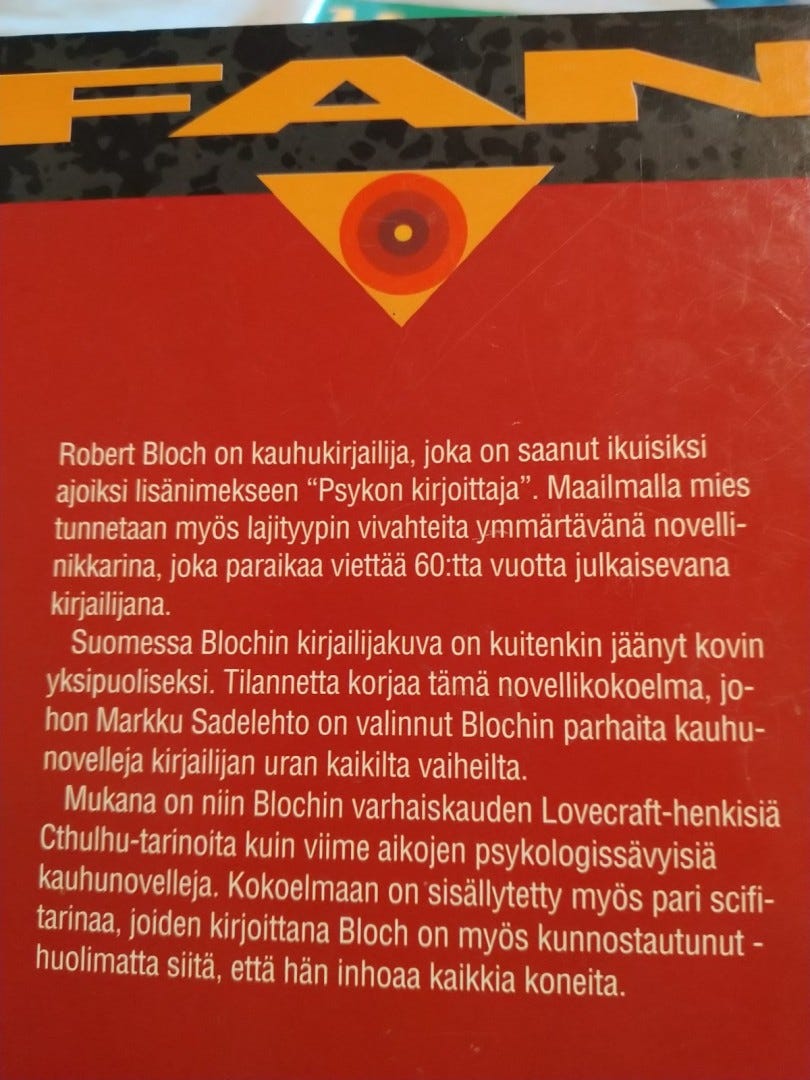 FAN
Robert Bloch on kauhukirjailija, joka on saanut ikuisiksi
ajoiksi lisänimekseen “Psykon kirjoittaja”. Maailmalla mies
tunnetaan myös lajityypin vivahteita ymmärtävänä novelli-
nikkarina, joka paraikaa viettää 60:tta vuotta julkaisevana
kirjailijana.
Suomessa Blochin kirjailijakuva on kuitenkin jäänyt kovin
yksipuoliseksi. Tilannetta korjaa tämä novellikokoelma, jo-
hon Markku Sadelehto on valinnut Blochin parhaita kauhu-
novelleja kirjailijan uran kaikilta vaiheilta.
Mukana on niin Blochin varhaiskauden Lovecraft-henkisiä
Cthulhu-tarinoita kuin viime aikojen psykologissävyisiä
kauhunovelleja. Kokoelmaan on sisällytetty myös pari scifi-
tarinaa, joiden kirjoittana Bloch on myös kunnostautunut -
huolimatta siitä, että hän inhoaa kaikkia koneita.